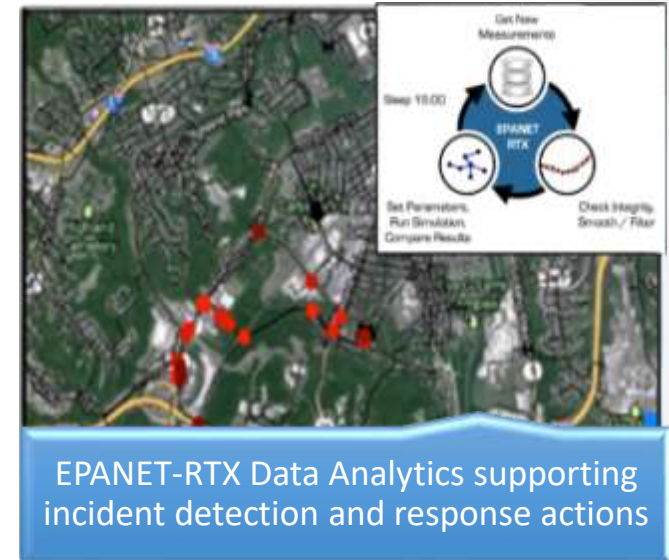 Get New
Measurements
Sleep 15:00
EPANET
RTX
Set Parameters,
Run Simulation,
Compare Results
Check Integrity,
Smooth / Filter
EPANET-RTX Data Analytics supporting
incident detection and response actions